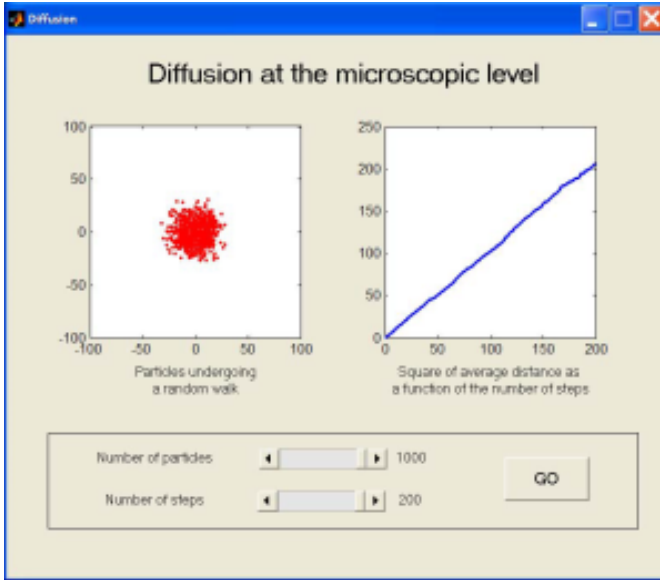 Diffusion
Diffusion at the microscopic level
100
50
0
-50
-100
-100 -50 0 50 100
Particles undergoing
a random walk
250
200
150
100
50
0
0 50 100 150 200
Square of average distance as
a function of the number of steps
Number of particles 1000
Number of steps 200
GO